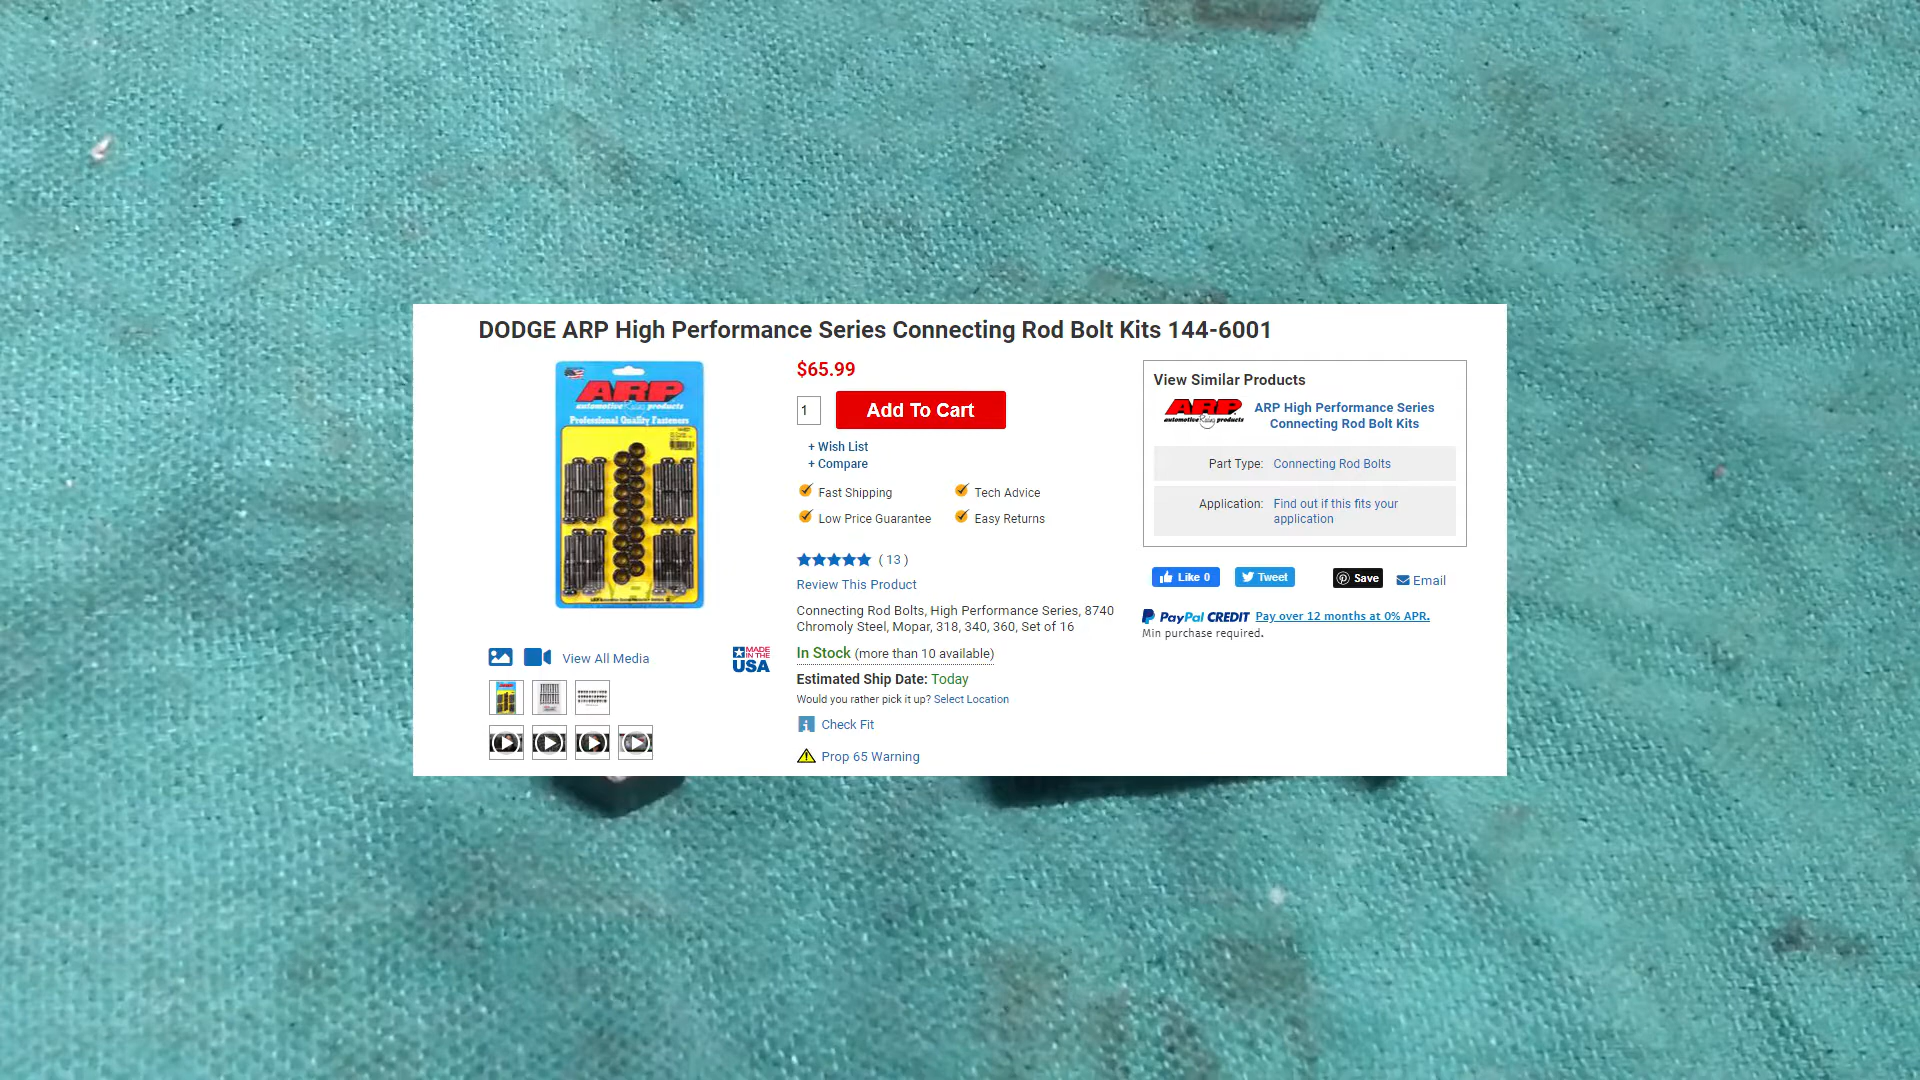 DODGE ARP High Performance Series Connecting Rod Bolt Kits 144-6001
ARP
automotive Racing products
Professional Quality Fasteners
$65.99
1
Add To Cart
+ Wish List
+ Compare
Fast Shipping
Tech Advice
Low Price Guarantee
Easy Returns
( 13 )
Review This Product
Connecting Rod Bolts, High Performance Series, 8740
Chromoly Steel, Mopar, 318, 340, 360, Set of 16
In Stock (more than 10 available)
Estimated Ship Date: Today
Would you rather pick it up? Select Location
Check Fit
Prop 65 Warning
View All Media
MADE
IN THE
USA
View Similar Products
ARP
automotive Racing products
ARP High Performance Series
Connecting Rod Bolt Kits
Part Type: Connecting Rod Bolts
Application: Find out if this fits your
application
Like 0
Tweet
Save
Email
PayPal CREDIT Pay over 12 months at 0% APR.
Min purchase required.